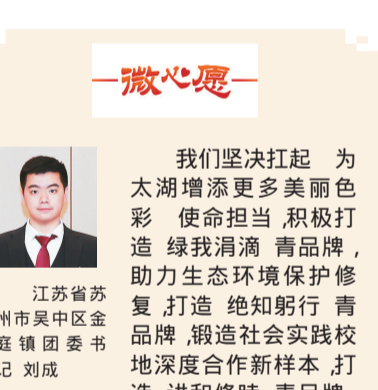 微心愿
我们坚决扛起 为
太湖增添更多美丽色
彩 使命担当,积极打
造 绿我涓滴 青品牌,
助力生态环境保护修
复,打造 绝知躬行 青
品牌,锻造社会实践校
地深度合作新样本,打
江苏省苏
州市吴中区金
庭镇团委书
记 刘成